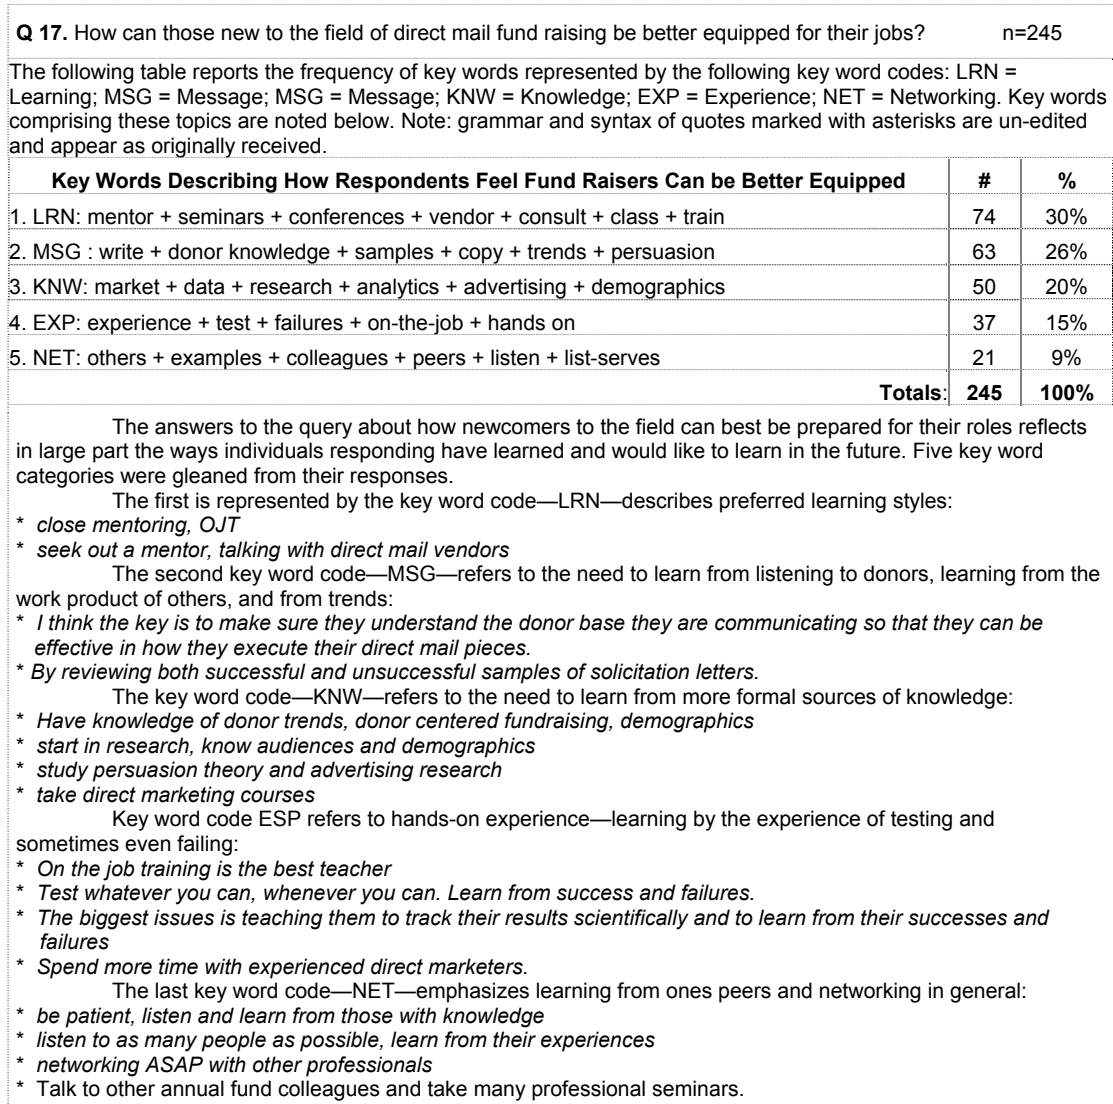 Q 17. How can those new to the field of direct mail fund raising be better equipped for their jobs? n=245
The following table reports the frequency of key words represented by the following key word codes: LRN =
Learning; MSG = Message; MSG = Message; KNW = Knowledge; EXP = Experience; NET = Networking. Key words
comprising these topics are noted below. Note: grammar and syntax of quotes marked with asterisks are un-edited
and appear as originally received.
Key Words Describing How Respondents Feel Fund Raisers Can be Better Equipped # %
1. LRN: mentor + seminars + conferences + vendor + consult + class + train 74 30%
2. MSG : write + donor knowledge + samples + copy + trends + persuasion 63 26%
3. KNW: market + data + research + analytics + advertising + demographics 50 20%
4. EXP: experience + test + failures + on-the-job + hands on 37 15%
5. NET: others + examples + colleagues + peers + listen + list-serves 21 9%
Totals: 245 100%
The answers to the query about how newcomers to the field can best be prepared for their roles reflects
in large part the ways individuals responding have learned and would like to learn in the future. Five key word
categories were gleaned from their responses.
The first is represented by the key word code—LRN—describes preferred learning styles:
* close mentoring, OJT
* seek out a mentor, talking with direct mail vendors
The second key word code—MSG—refers to the need to learn from listening to donors, learning from the
work product of others, and from trends:
* I think the key is to make sure they understand the donor base they are communicating so that they can be
effective in how they execute their direct mail pieces.
* By reviewing both successful and unsuccessful samples of solicitation letters.
The key word code—KNW—refers to the need to learn from more formal sources of knowledge:
* Have knowledge of donor trends, donor centered fundraising, demographics
* start in research, know audiences and demographics
* study persuasion theory and advertising research
* take direct marketing courses
Key word code ESP refers to hands-on experience—learning by the experience of testing and
sometimes even failing:
* On the job training is the best teacher
* Test whatever you can, whenever you can. Learn from success and failures.
* The biggest issues is teaching them to track their results scientifically and to learn from their successes and
failures
* Spend more time with experienced direct marketers.
The last key word code—NET—emphasizes learning from ones peers and networking in general:
* be patient, listen and learn from those with knowledge
* listen to as many people as possible, learn from their experiences
* networking ASAP with other professionals
* Talk to other annual fund colleagues and take many professional seminars.